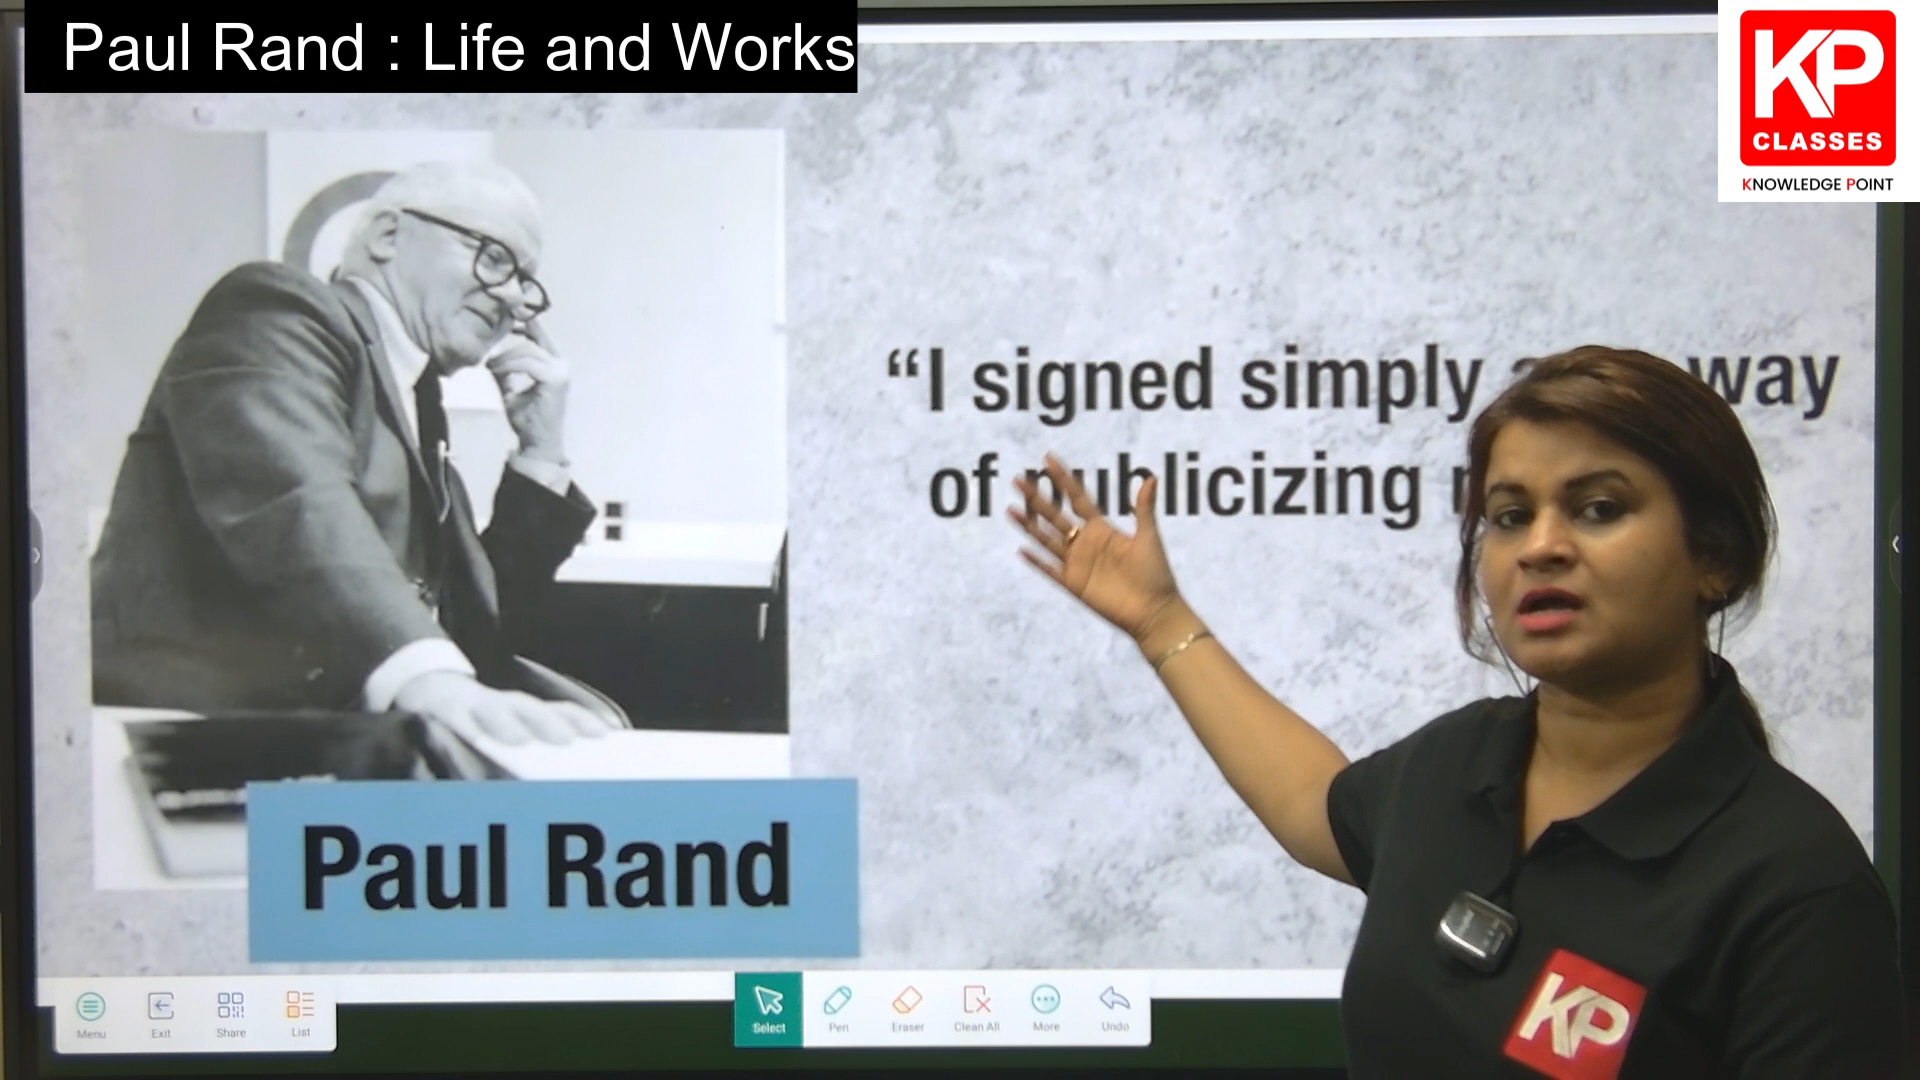 Paul Rand : Life and Works
KP
CLASSES
KNOWLEDGE POINT
“I signed simply way
of publicizing
Paul Rand
Menu
Exit
Share
List
Select
Pen
Eraser
Clean All
More
Undo
KP